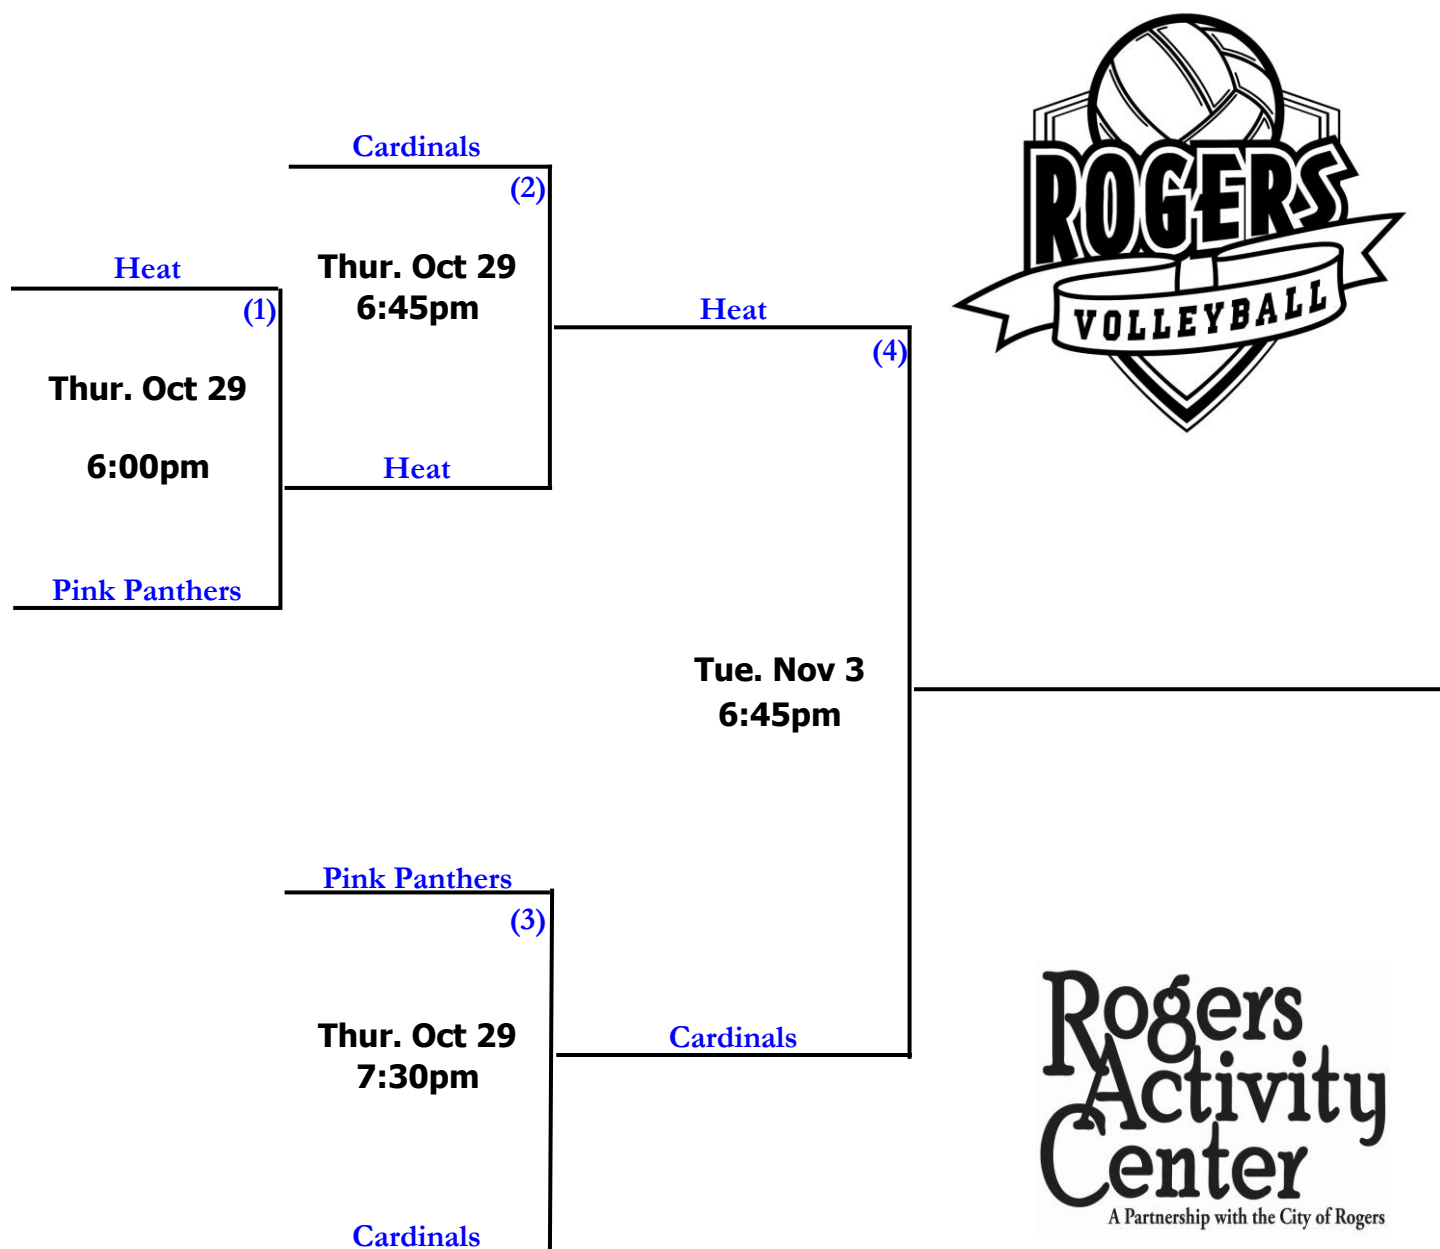 Cardinals
(2)
Heat
Thur. Oct 29
6:45pm
(1)
Heat
(4)
Thur. Oct 29
6:00pm
Heat
Pink Panthers
Tue. Nov 3
6:45pm
Pink Panthers
(3)
Thur. Oct 29
7:30pm
Cardinals
Cardinals
ROGERS
VOLLEYBALL
Rogers
Activity
Center
A Partnership with the City of Rogers